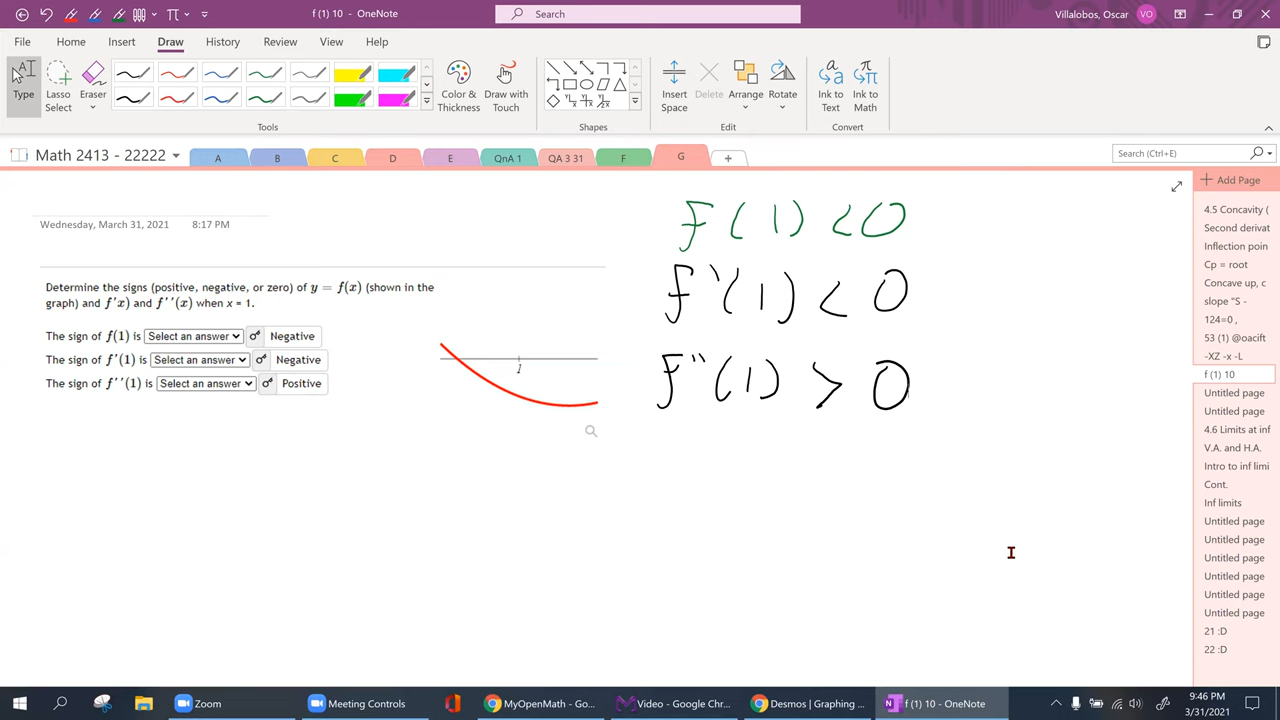 f (1) 10 - OneNote
Search
Villalobos, Oscar
VO
File
Home
Insert
Draw
History
Review
View
Help
Type
Lasso Select
Eraser
Color & Thickness
Draw with Touch
Insert Space
Delete
Arrange
Rotate
Ink to Text
Ink to Math
Tools
Shapes
Edit
Convert
Math 2413 - 22222
A
B
C
D
E
QnA 1
QA 3 31
F
G
Search (Ctrl+E)
Wednesday, March 31, 2021
8:17 PM
Determine the signs (positive, negative, or zero) of y = f(x) (shown in the
graph) and f'x) and f''(x) when x = 1.
The sign of f(1) is Select an answer Negative
The sign of f'(1) is Select an answer Negative
The sign of f''(1) is Select an answer Positive
1
f(1) < 0
f'(1) < 0
f"(1) > 0
Add Page
4.5 Concavity (
Second derivat
Inflection poin
Cp = root
Concave up, c
slope "S -
124=0 ,
53 (1) @oacift
-XZ -x -L
f (1) 10
Untitled page
Untitled page
4.6 Limits at inf
V.A. and H.A.
Intro to inf limi
Cont.
Inf limits
Untitled page
Untitled page
Untitled page
Untitled page
Untitled page
Untitled page
21 :D
22 :D
Zoom
Meeting Controls
MyOpenMath - Go...
Video - Google Chr...
Desmos | Graphing ...
f (1) 10 - OneNote
9:46 PM
3/31/2021